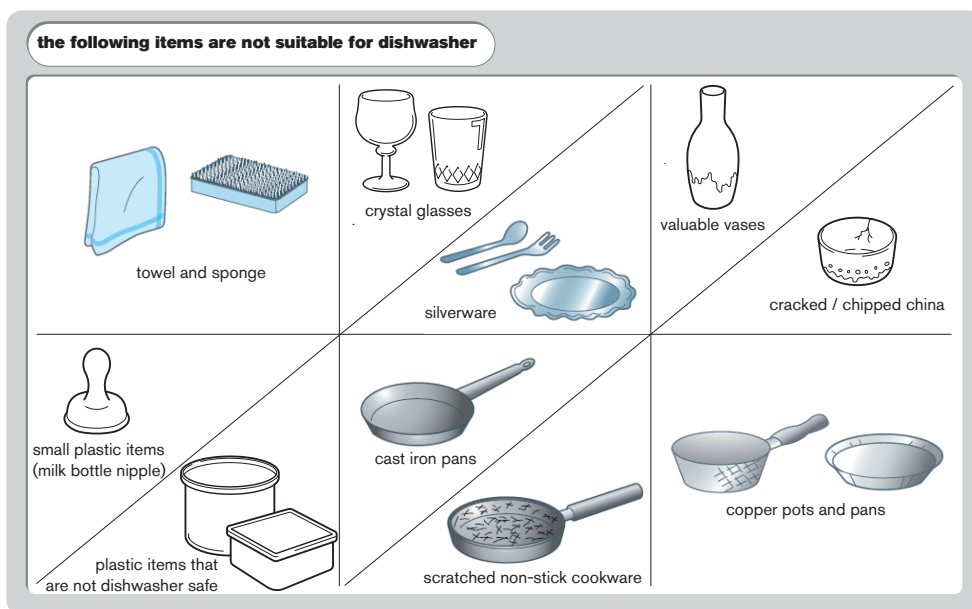 the following items are not suitable for dishwasher
towel and sponge
crystal glasses
silverware
valuable vases
cracked / chipped china
small plastic items
(milk bottle nipple)
plastic items that
are not dishwasher safe
cast iron pans
scratched non-stick cookware
copper pots and pans